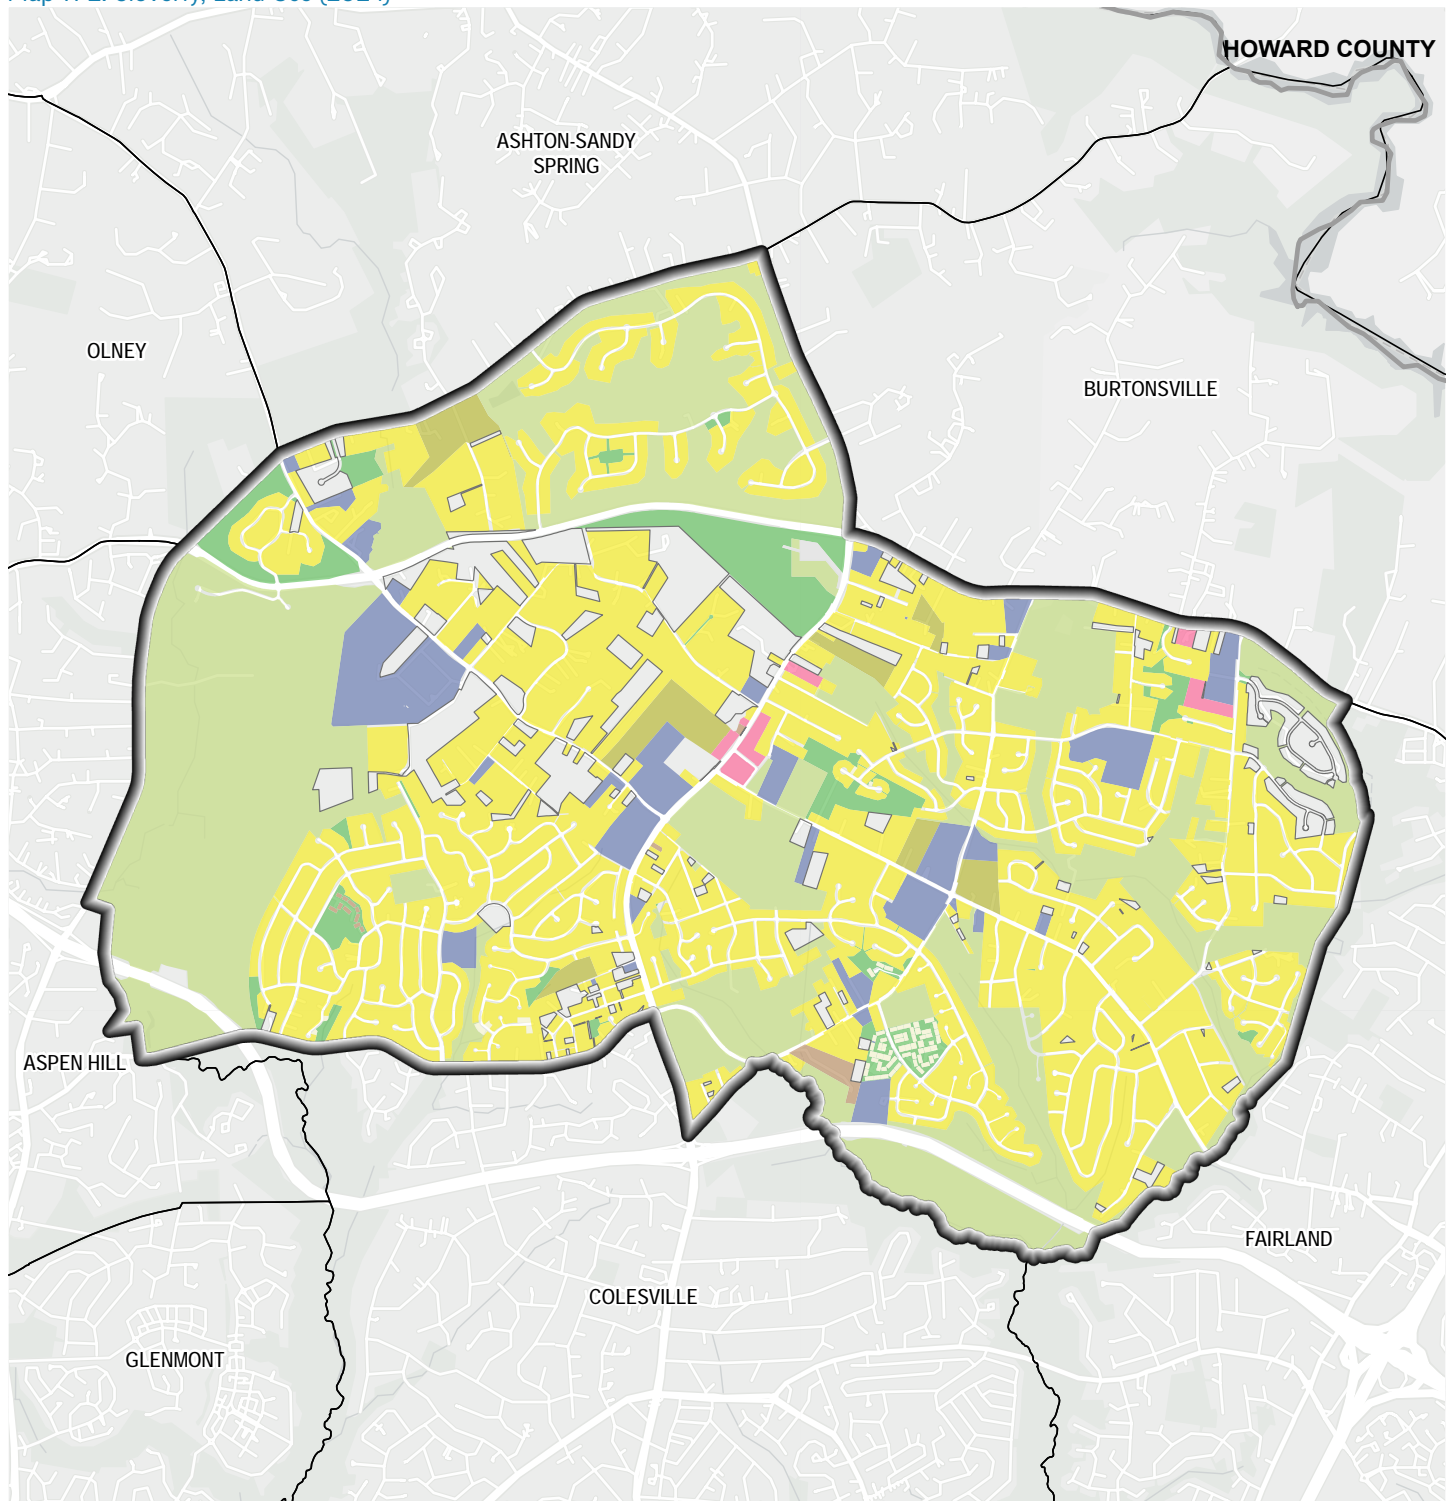 HOWARD COUNTY
ASHTON-SANDY
SPRING
OLNEY
BURTONSVILLE
ASPEN HILL
FAIRLAND
COLESVILLE
GLENMONT